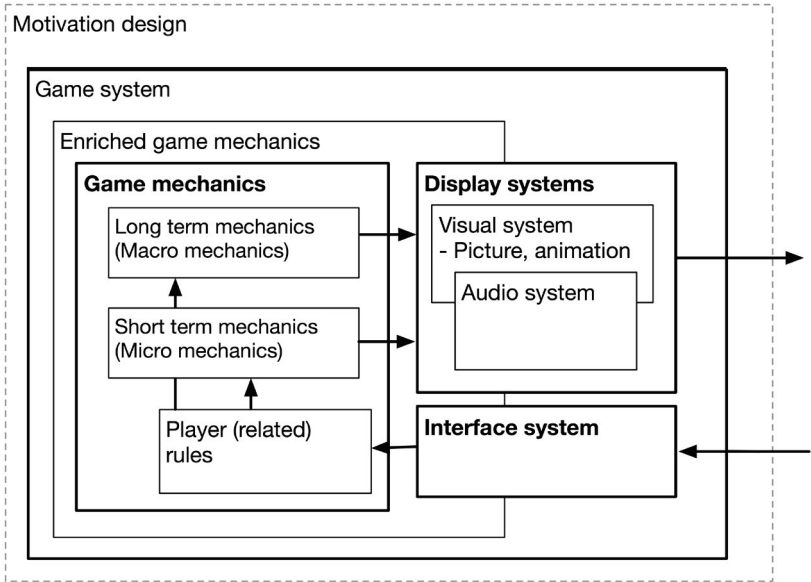 Motivation design
Game system
Enriched game mechanics
Game mechanics
Long term mechanics
(Macro mechanics)
Short term mechanics
(Micro mechanics)
Player (related)
rules
Display systems
Visual system
- Picture, animation
Audio system
Interface system